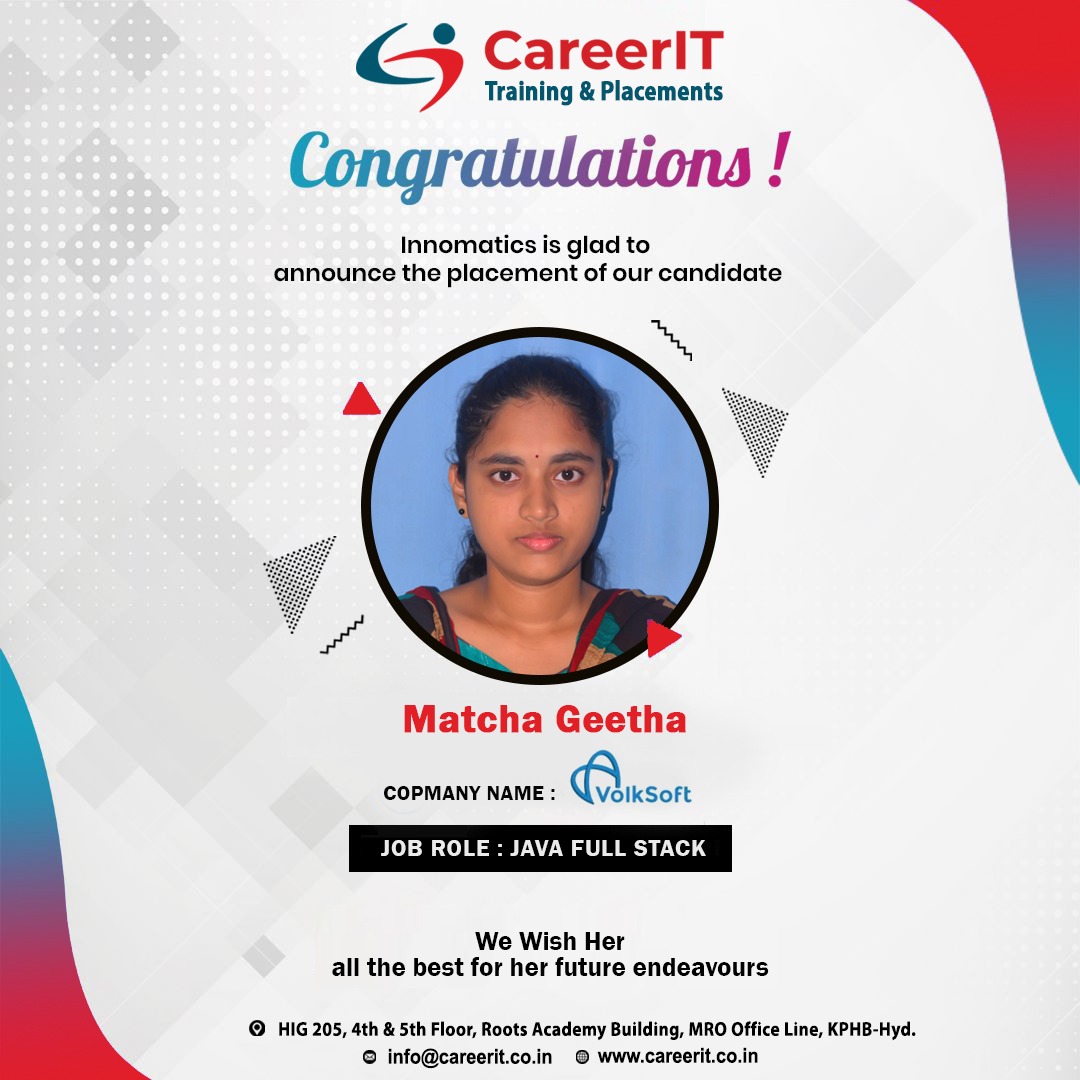 CareerIT
Training & Placements
Congratulations !
Innomatics is glad to
announce the placement of our candidate
Matcha Geetha
COPMANY NAME : VolkSoft
JOB ROLE : JAVA FULL STACK
We Wish Her
all the best for her future endeavours
HIG 205, 4th & 5th Floor, Roots Academy Building, MRO Office Line, KPHB-Hyd.
info@careerit.co.in www.careerit.co.in